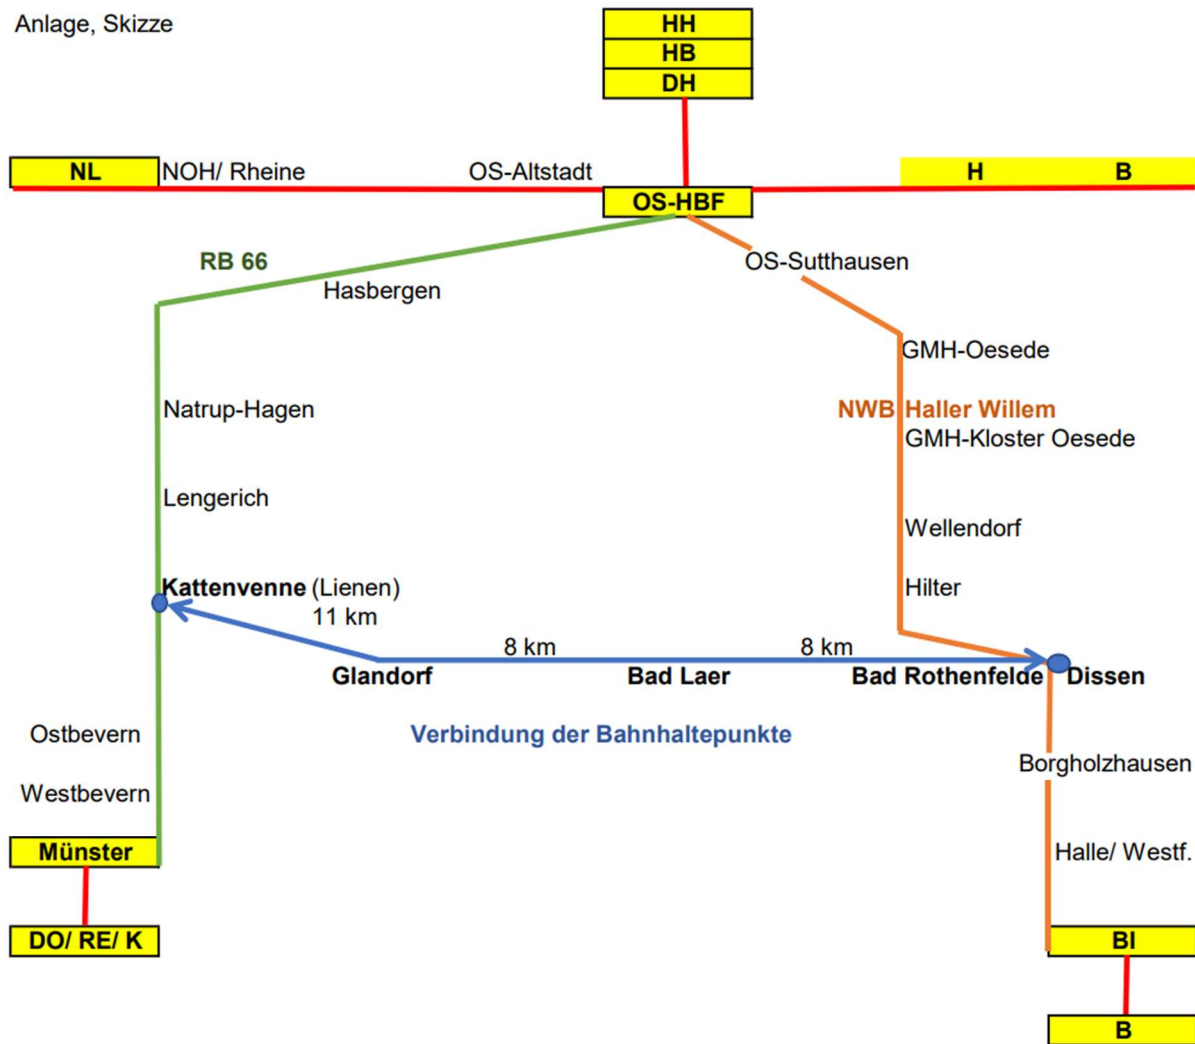 Anlage, Skizze
HH
HB
DH
NL NOH/ Rheine OS-Altstadt H B
OS-HBF
RB 66 OS-Sutthausen
Hasbergen
GMH-Oesede
Natrup-Hagen NWB Haller Willem
GMH-Kloster Oesede
Lengerich
Wellendorf
Kattenvenne (Lienen) Hilter
11 km
8 km 8 km
Glandorf Bad Laer Bad Rothenfelde Dissen
Ostbevern Verbindung der Bahnhaltepunkte
Borgholzhausen
Westbevern
Münster Halle/ Westf.
DO/ RE/ K BI
B